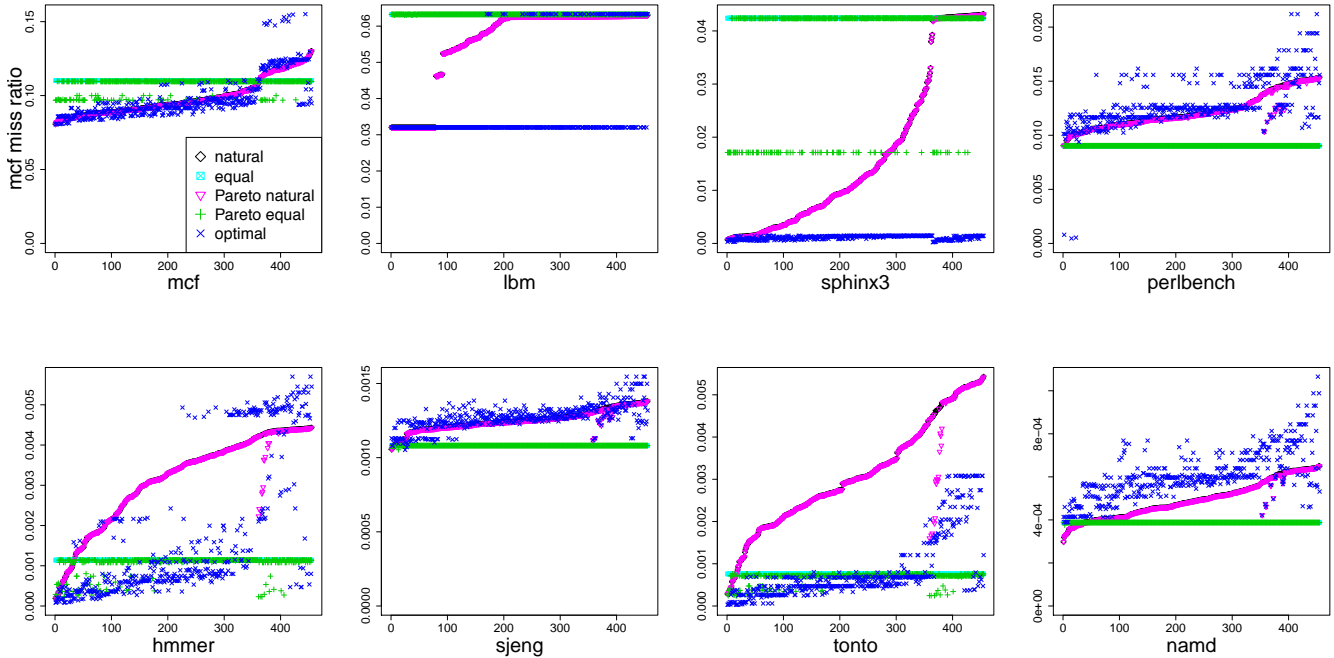 mcf miss ratio
0.00 0.05 0.10 0.15
natural
equal
Pareto natural
Pareto equal
optimal
0 100 200 300 400
mcf
0.00 0.01 0.02 0.03 0.04 0.05 0.06
0 100 200 300 400
lbm
0.00 0.01 0.02 0.03 0.04
0 100 200 300 400
sphinx3
0.000 0.005 0.010 0.015 0.020
0 100 200 300 400
perlbench
0.000 0.001 0.002 0.003 0.004 0.005
0 100 200 300 400
hmmer
0.0000 0.0005 0.0010 0.0015
0 100 200 300 400
sjeng
0.000 0.001 0.002 0.003 0.004 0.005
0 100 200 300 400
tonto
0e+00 4e-04 8e-04
0 100 200 300 400
namd